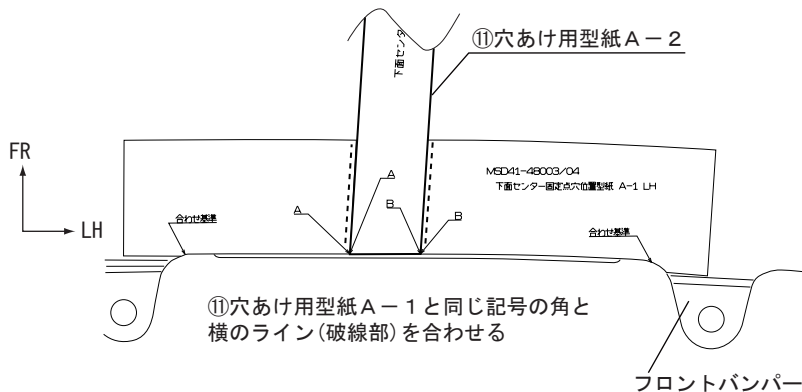 ⑪穴あけ用型紙A－2
下面センタ
FR
LH
MSD41-48003/04
下面センター固定点穴位置型紙 A-1 LH
A
A
B
B
合わせ基準
合わせ基準
⑪穴あけ用型紙A－1と同じ記号の角と
横のライン(破線部)を合わせる
フロントバンパー